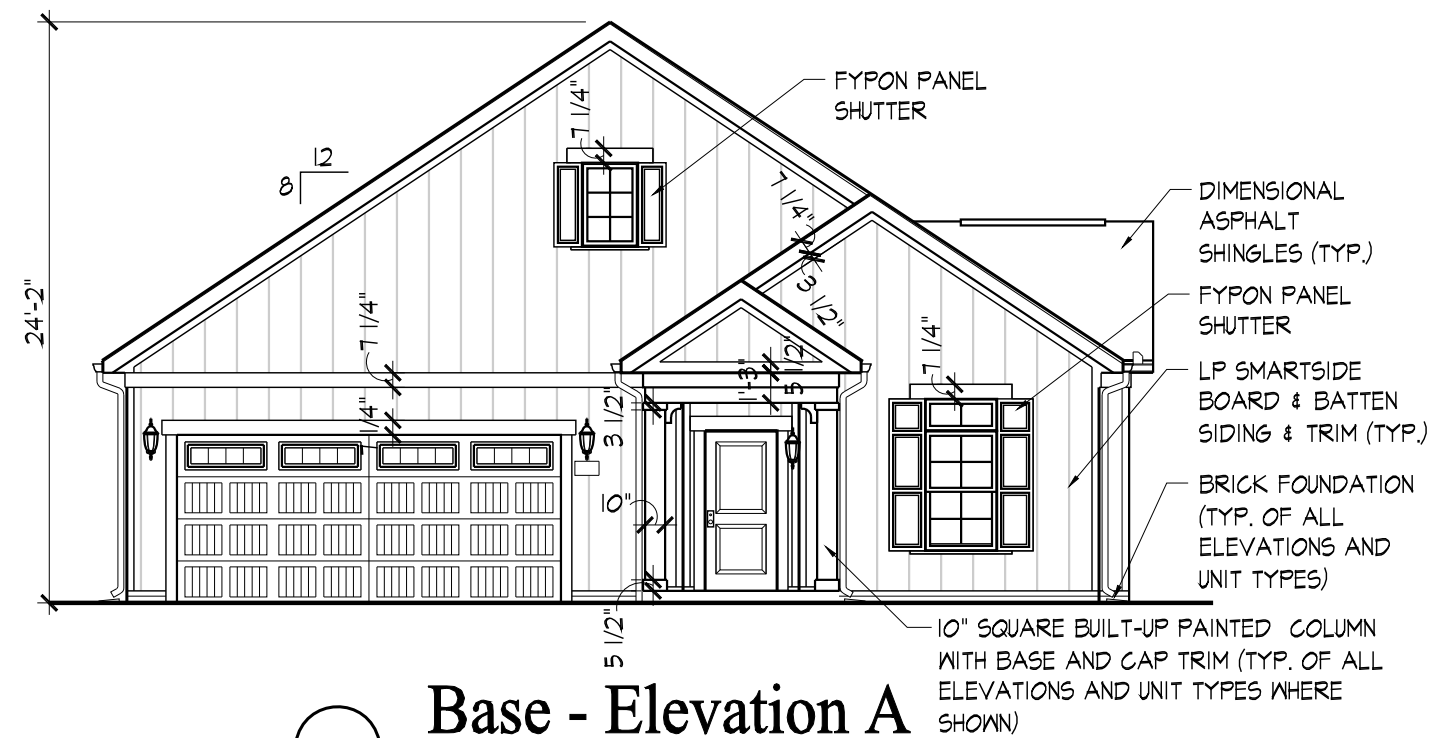 FYPON PANEL
SHUTTER
7 1/4"
12
8
7 1/4"
DIMENSIONAL
ASPHALT
SHINGLES (TYP.)
3 1/2"
24'-2"
FYPON PANEL
SHUTTER
7 1/4"
7 1/4"
5 1/2"
1'-3"
LP SMARTSIDE
BOARD & BATTEN
SIDING & TRIM (TYP.)
3 1/2"
1/4"
BRICK FOUNDATION
(TYP. OF ALL
ELEVATIONS AND
UNIT TYPES)
10"
5 1/2"
10" SQUARE BUILT-UP PAINTED COLUMN
WITH BASE AND CAP TRIM (TYP. OF ALL
ELEVATIONS AND UNIT TYPES WHERE
SHOWN)
Base - Elevation A